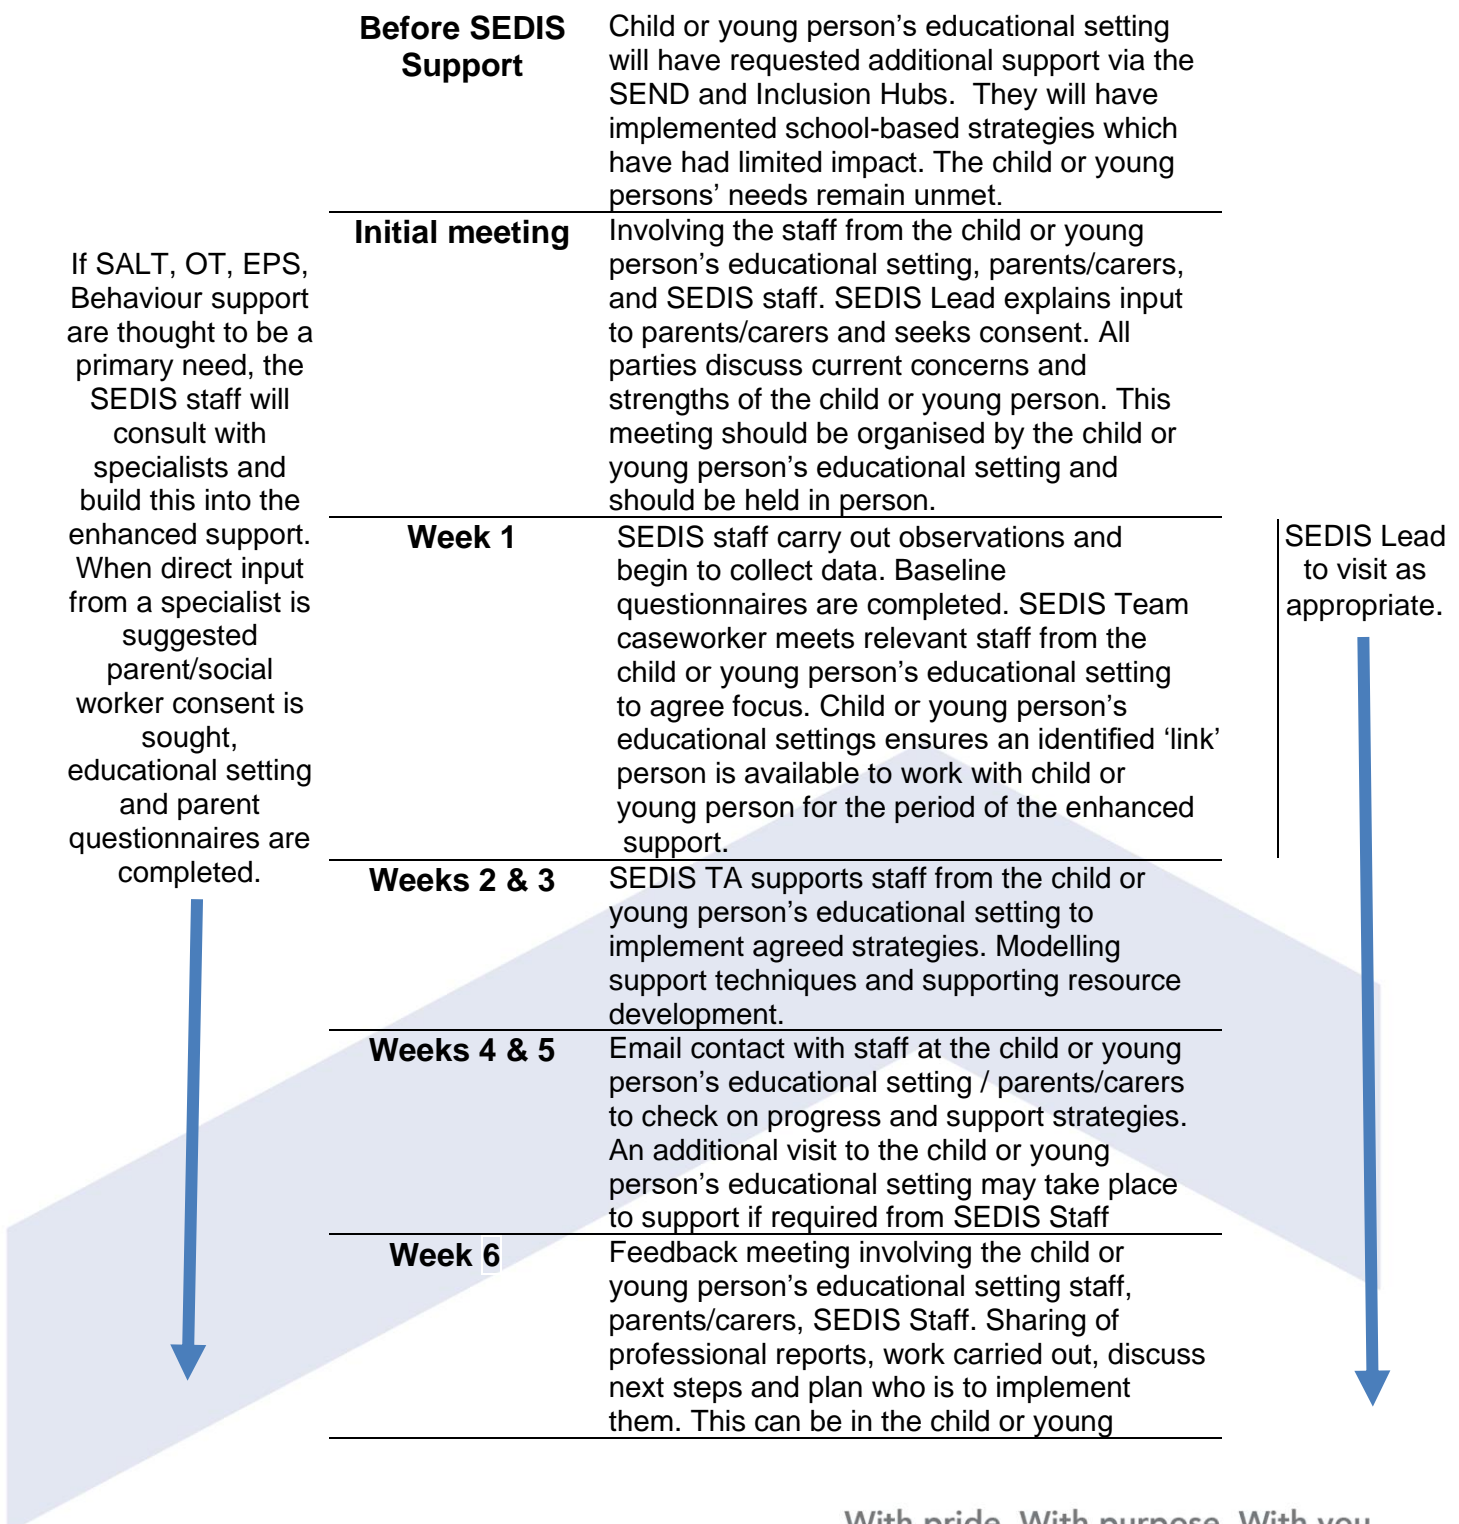 Before SEDIS
Support
Child or young person’s educational setting
will have requested additional support via the
SEND and Inclusion Hubs.  They will have
implemented school-based strategies which
have had limited impact. The child or young
persons’ needs remain unmet.
Initial meeting
Involving the staff from the child or young
person’s educational setting, parents/carers,
and SEDIS staff. SEDIS Lead explains input
to parents/carers and seeks consent. All
parties discuss current concerns and
strengths of the child or young person. This
meeting should be organised by the child or
young person’s educational setting and
should be held in person.
If SALT, OT, EPS,
Behaviour support
are thought to be a
primary need, the
SEDIS staff will
consult with
specialists and
build this into the
enhanced support.
When direct input
from a specialist is
suggested
parent/social
worker consent is
sought,
educational setting
and parent
questionnaires are
completed.
Week 1
SEDIS staff carry out observations and
begin to collect data. Baseline
questionnaires are completed. SEDIS Team
caseworker meets relevant staff from the
child or young person’s educational setting
to agree focus. Child or young person’s
educational settings ensures an identified ‘link’
person is available to work with child or
young person for the period of the enhanced
support.
SEDIS Lead
to visit as
appropriate.
Weeks 2 & 3
SEDIS TA supports staff from the child or
young person’s educational setting to
implement agreed strategies. Modelling
support techniques and supporting resource
development.
Weeks 4 & 5
Email contact with staff at the child or young
person’s educational setting / parents/carers
to check on progress and support strategies.
An additional visit to the child or young
person’s educational setting may take place
to support if required from SEDIS Staff
Week 6
Feedback meeting involving the child or
young person’s educational setting staff,
parents/carers, SEDIS Staff. Sharing of
professional reports, work carried out, discuss
next steps and plan who is to implement
them. This can be in the child or young
With pride. With purpose. With you